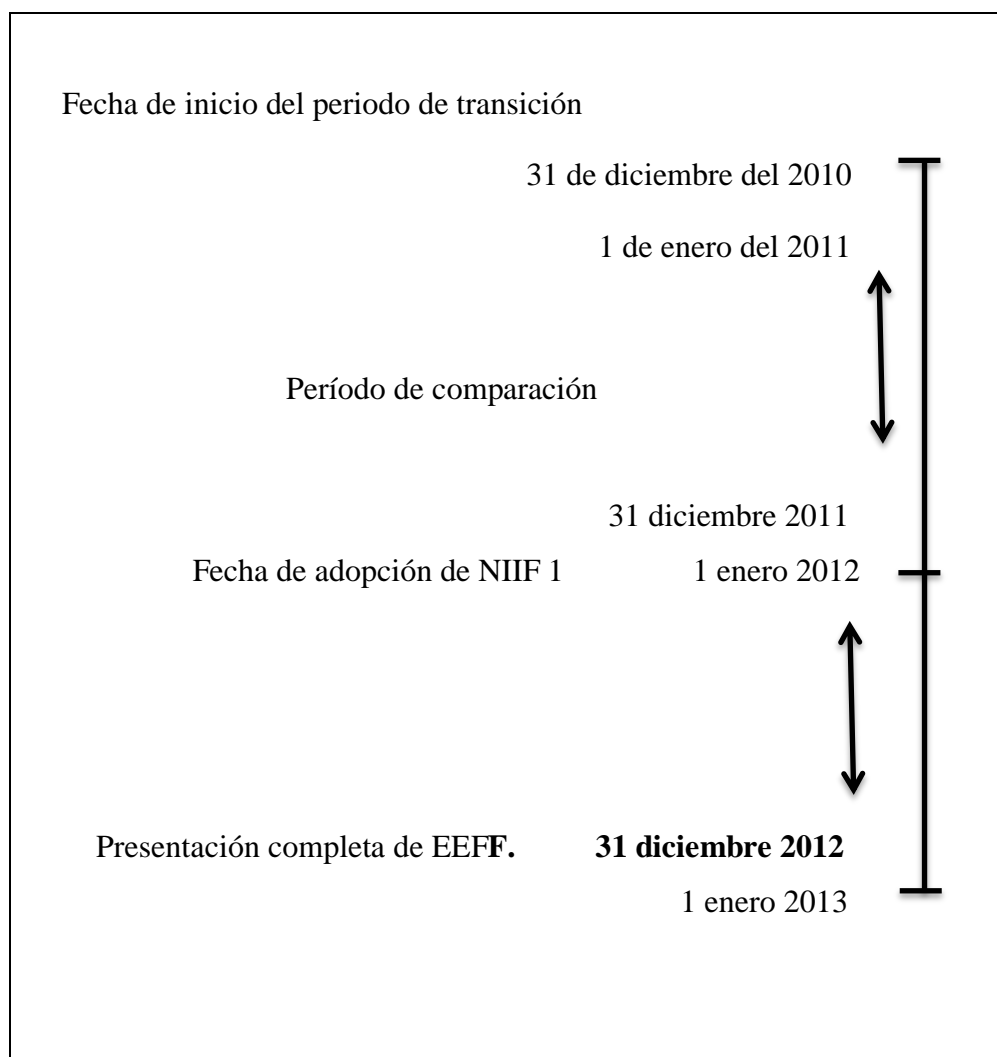 Fecha de inicio del periodo de transición
31 de diciembre del 2010
1 de enero del 2011
Período de comparación
31 diciembre 2011
Fecha de adopción de NIIF 1 1 enero 2012
Presentación completa de EEFF. 31 diciembre 2012
1 enero 2013